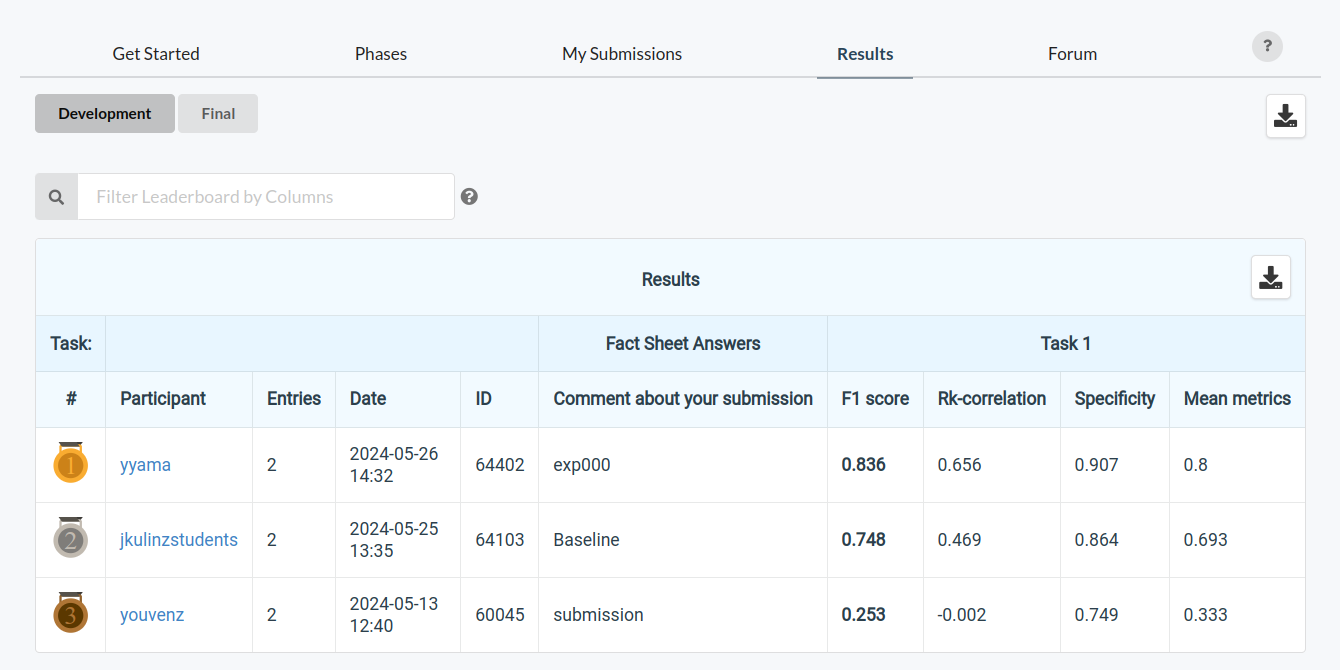 Get Started Phases My Submissions Results Forum ?
Development Final
Filter Leaderboard by Columns ?
Results
Task: Fact Sheet Answers Task 1
# Participant Entries Date ID Comment about your submission F1 score Rk-correlation Specificity Mean metrics
1 yyama 2 2024-05-26 14:32 64402 exp000 0.836 0.656 0.907 0.8
2 jkulinzstudents 2 2024-05-25 13:35 64103 Baseline 0.748 0.469 0.864 0.693
3 youvenz 2 2024-05-13 12:40 60045 submission 0.253 -0.002 0.749 0.333